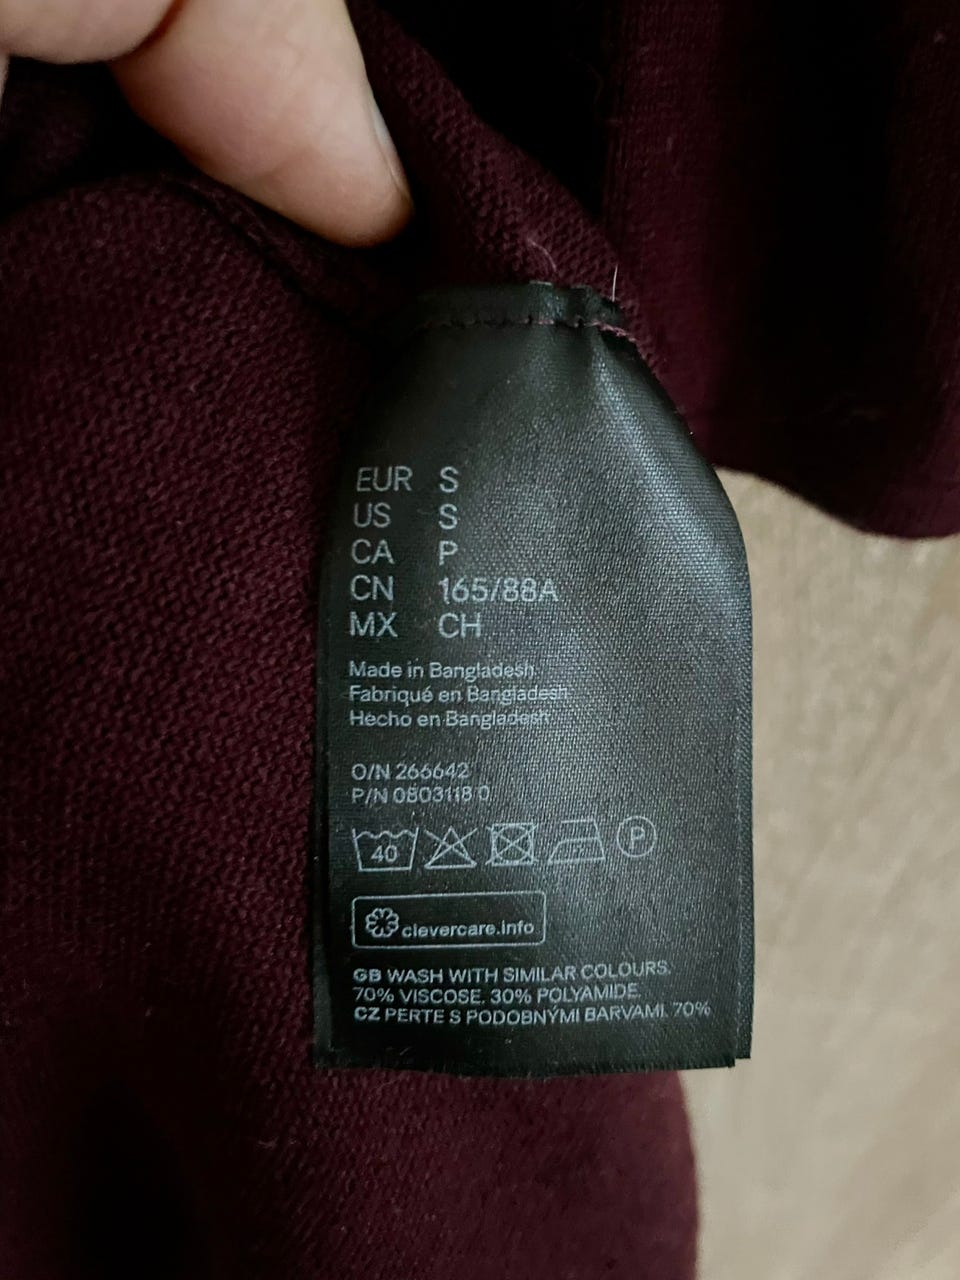 EUR S
US S
CA P
CN 165/88A
MX CH
Made in Bangladesh
Fabriqué en Bangladesh
Hecho en Bangladesh
O/N 266642
P/N 0803118 0
40 P
clevercare.info
GB WASH WITH SIMILAR COLOURS.
70% VISCOSE. 30% POLYAMIDE.
CZ PERTE S PODOBNÝMI BARVAMI. 70%